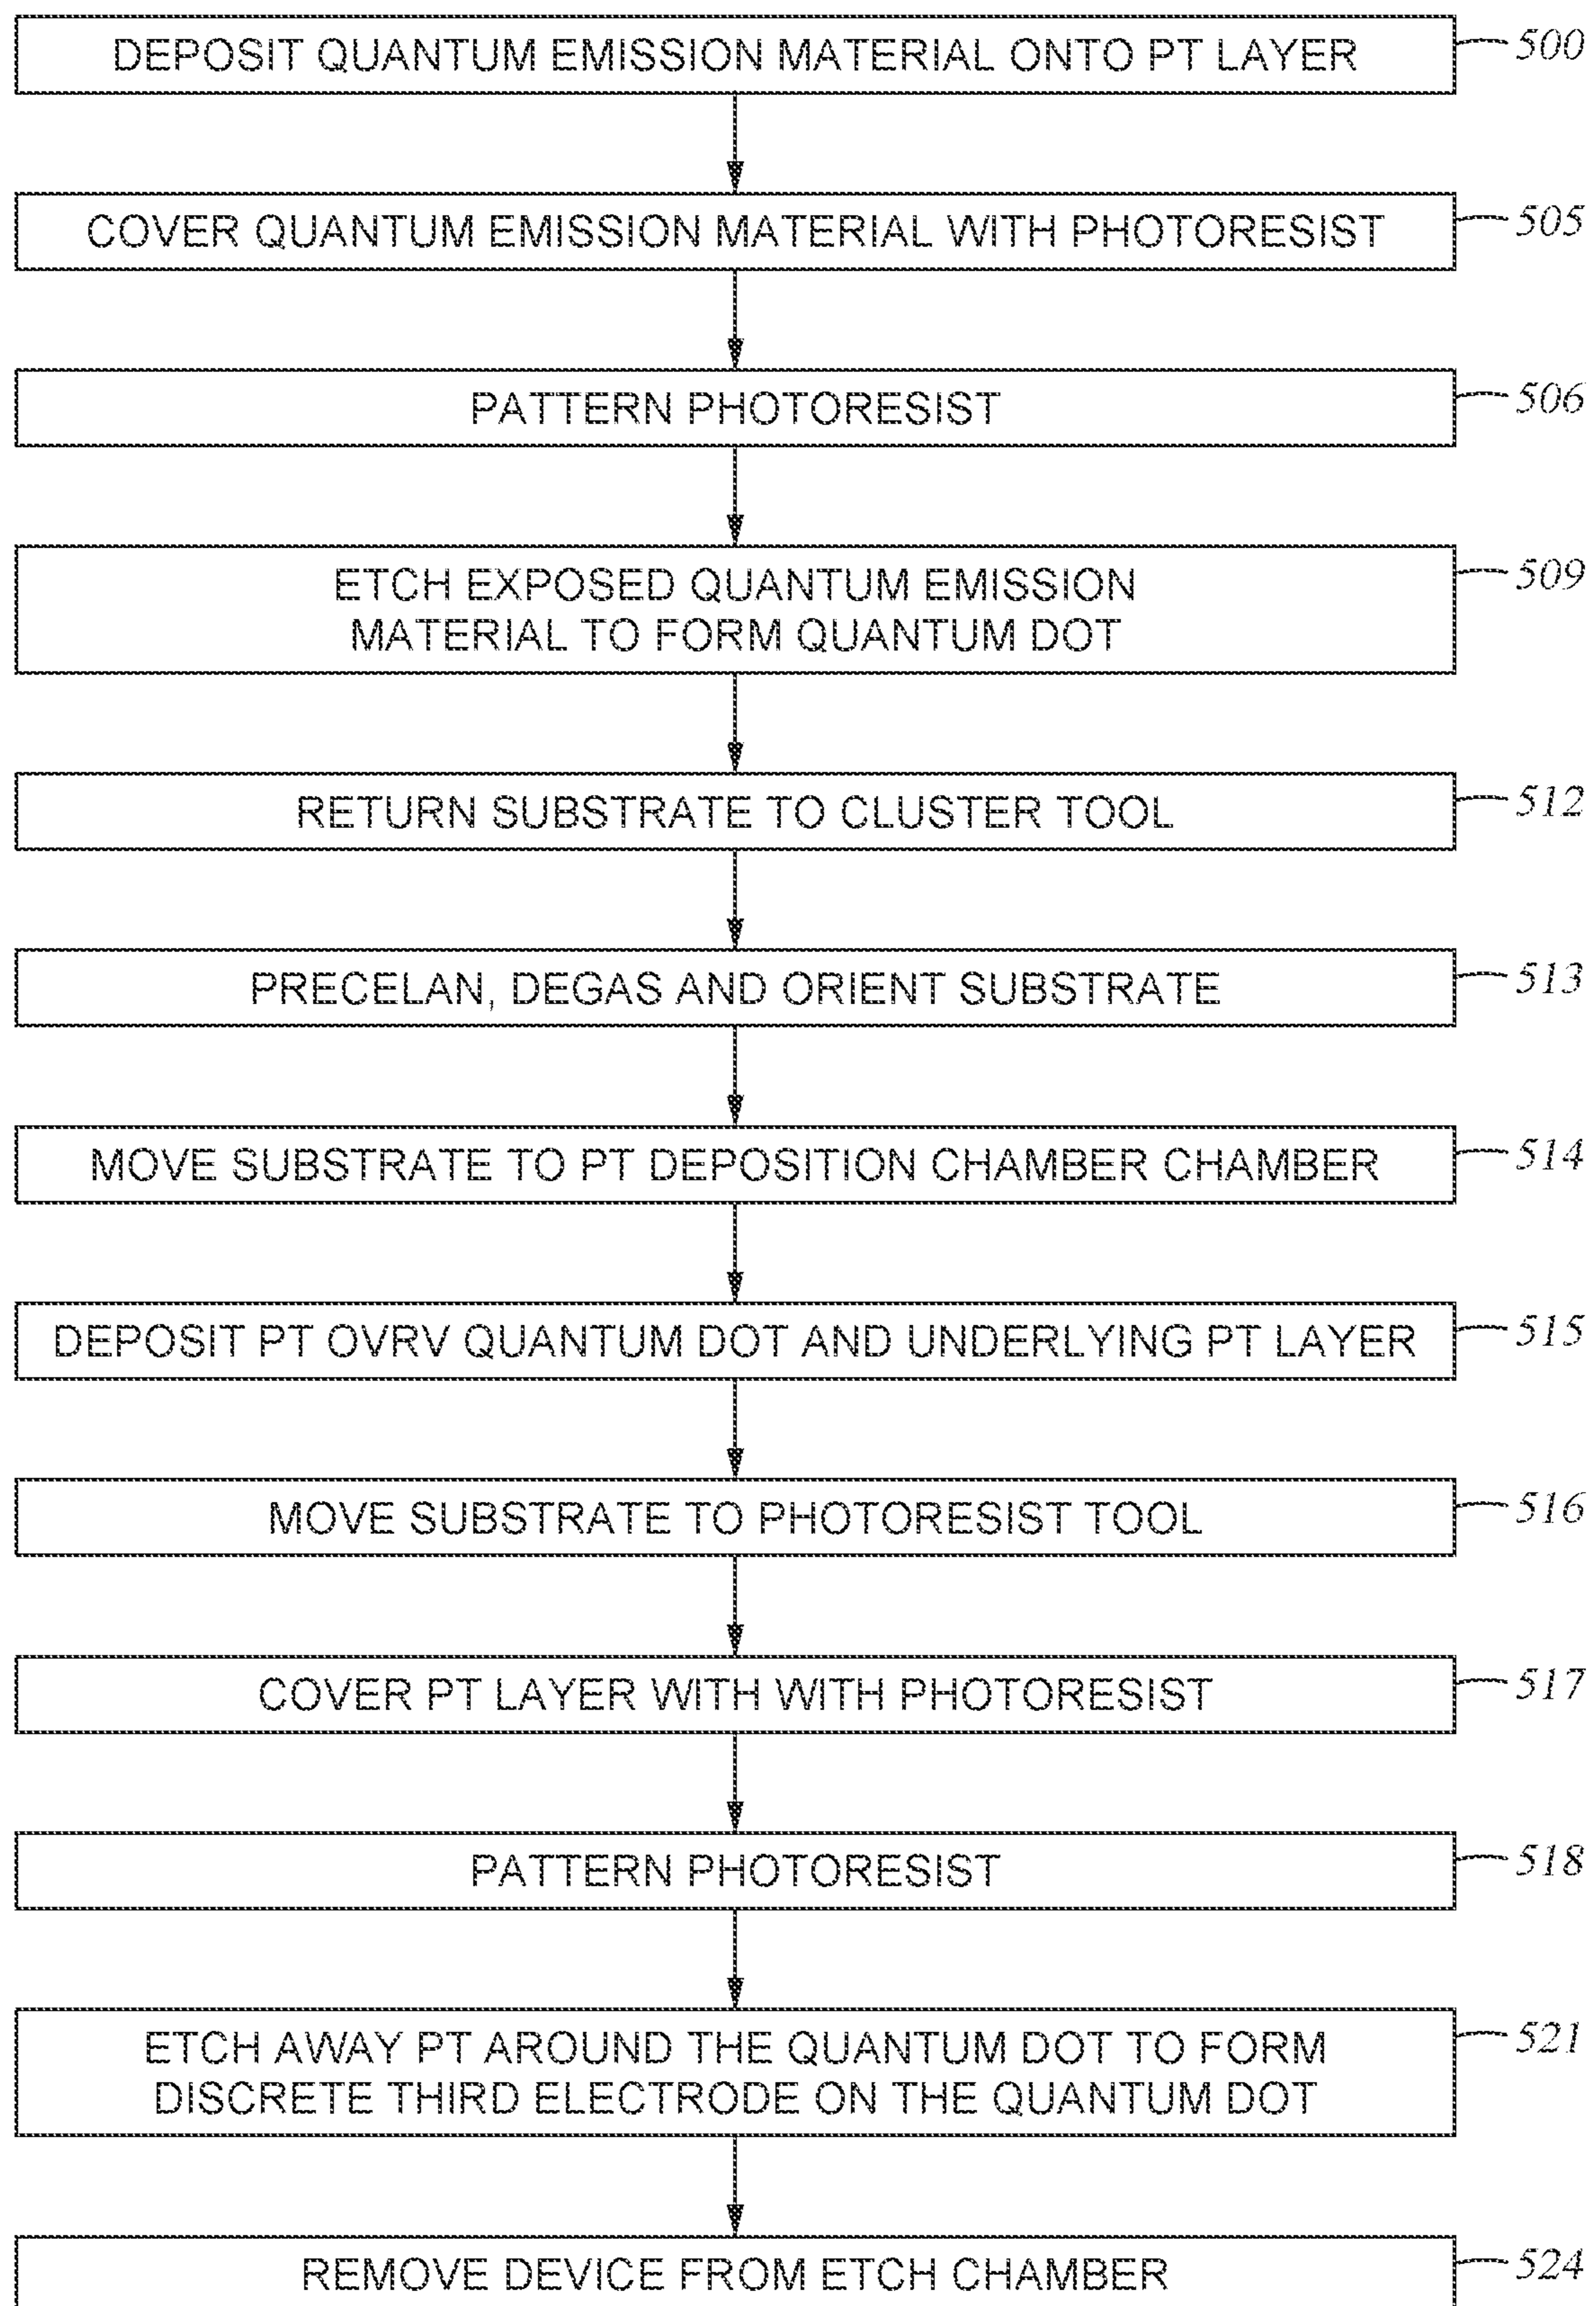 DEPOSIT QUANTUM EMISSION MATERIAL ONTO PT LAYER 500
COVER QUANTUM EMISSION MATERIAL WITH PHOTORESIST 505
PATTERN PHOTORESIST 506
ETCH EXPOSED QUANTUM EMISSION 509
MATERIAL TO FORM QUANTUM DOT
RETURN SUBSTRATE TO CLUSTER TOOL 512
PRECELAN, DEGAS AND ORIENT SUBSTRATE 513
MOVE SUBSTRATE TO PT DEPOSITION CHAMBER CHAMBER 514
DEPOSIT PT OVRV QUANTUM DOT AND UNDERLYING PT LAYER 515
MOVE SUBSTRATE TO PHOTORESIST TOOL 516
COVER PT LAYER WITH WITH PHOTORESIST 517
PATTERN PHOTORESIST 518
ETCH AWAY PT AROUND THE QUANTUM DOT TO FORM 521
DISCRETE THIRD ELECTRODE ON THE QUANTUM DOT
REMOVE DEVICE FROM ETCH CHAMBER 524